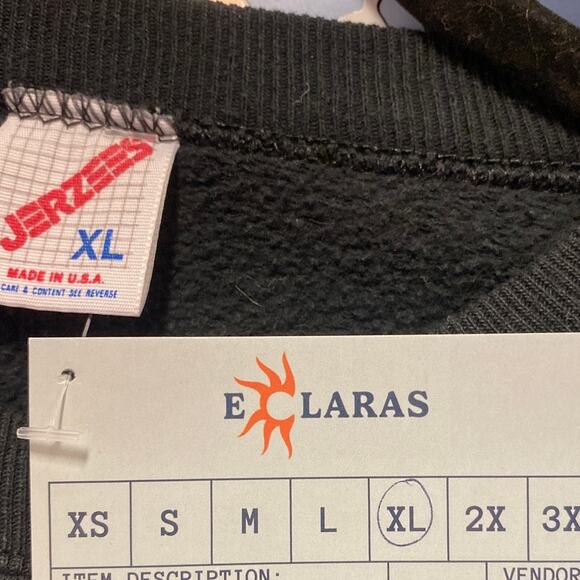 JERZEES
XL
MADE IN U.S.A.
CARE & CONTENT SEE REVERSE
ECLARAS
XS S M L XL 2X 3X
ITEM DESCRIPTION: VENDOR